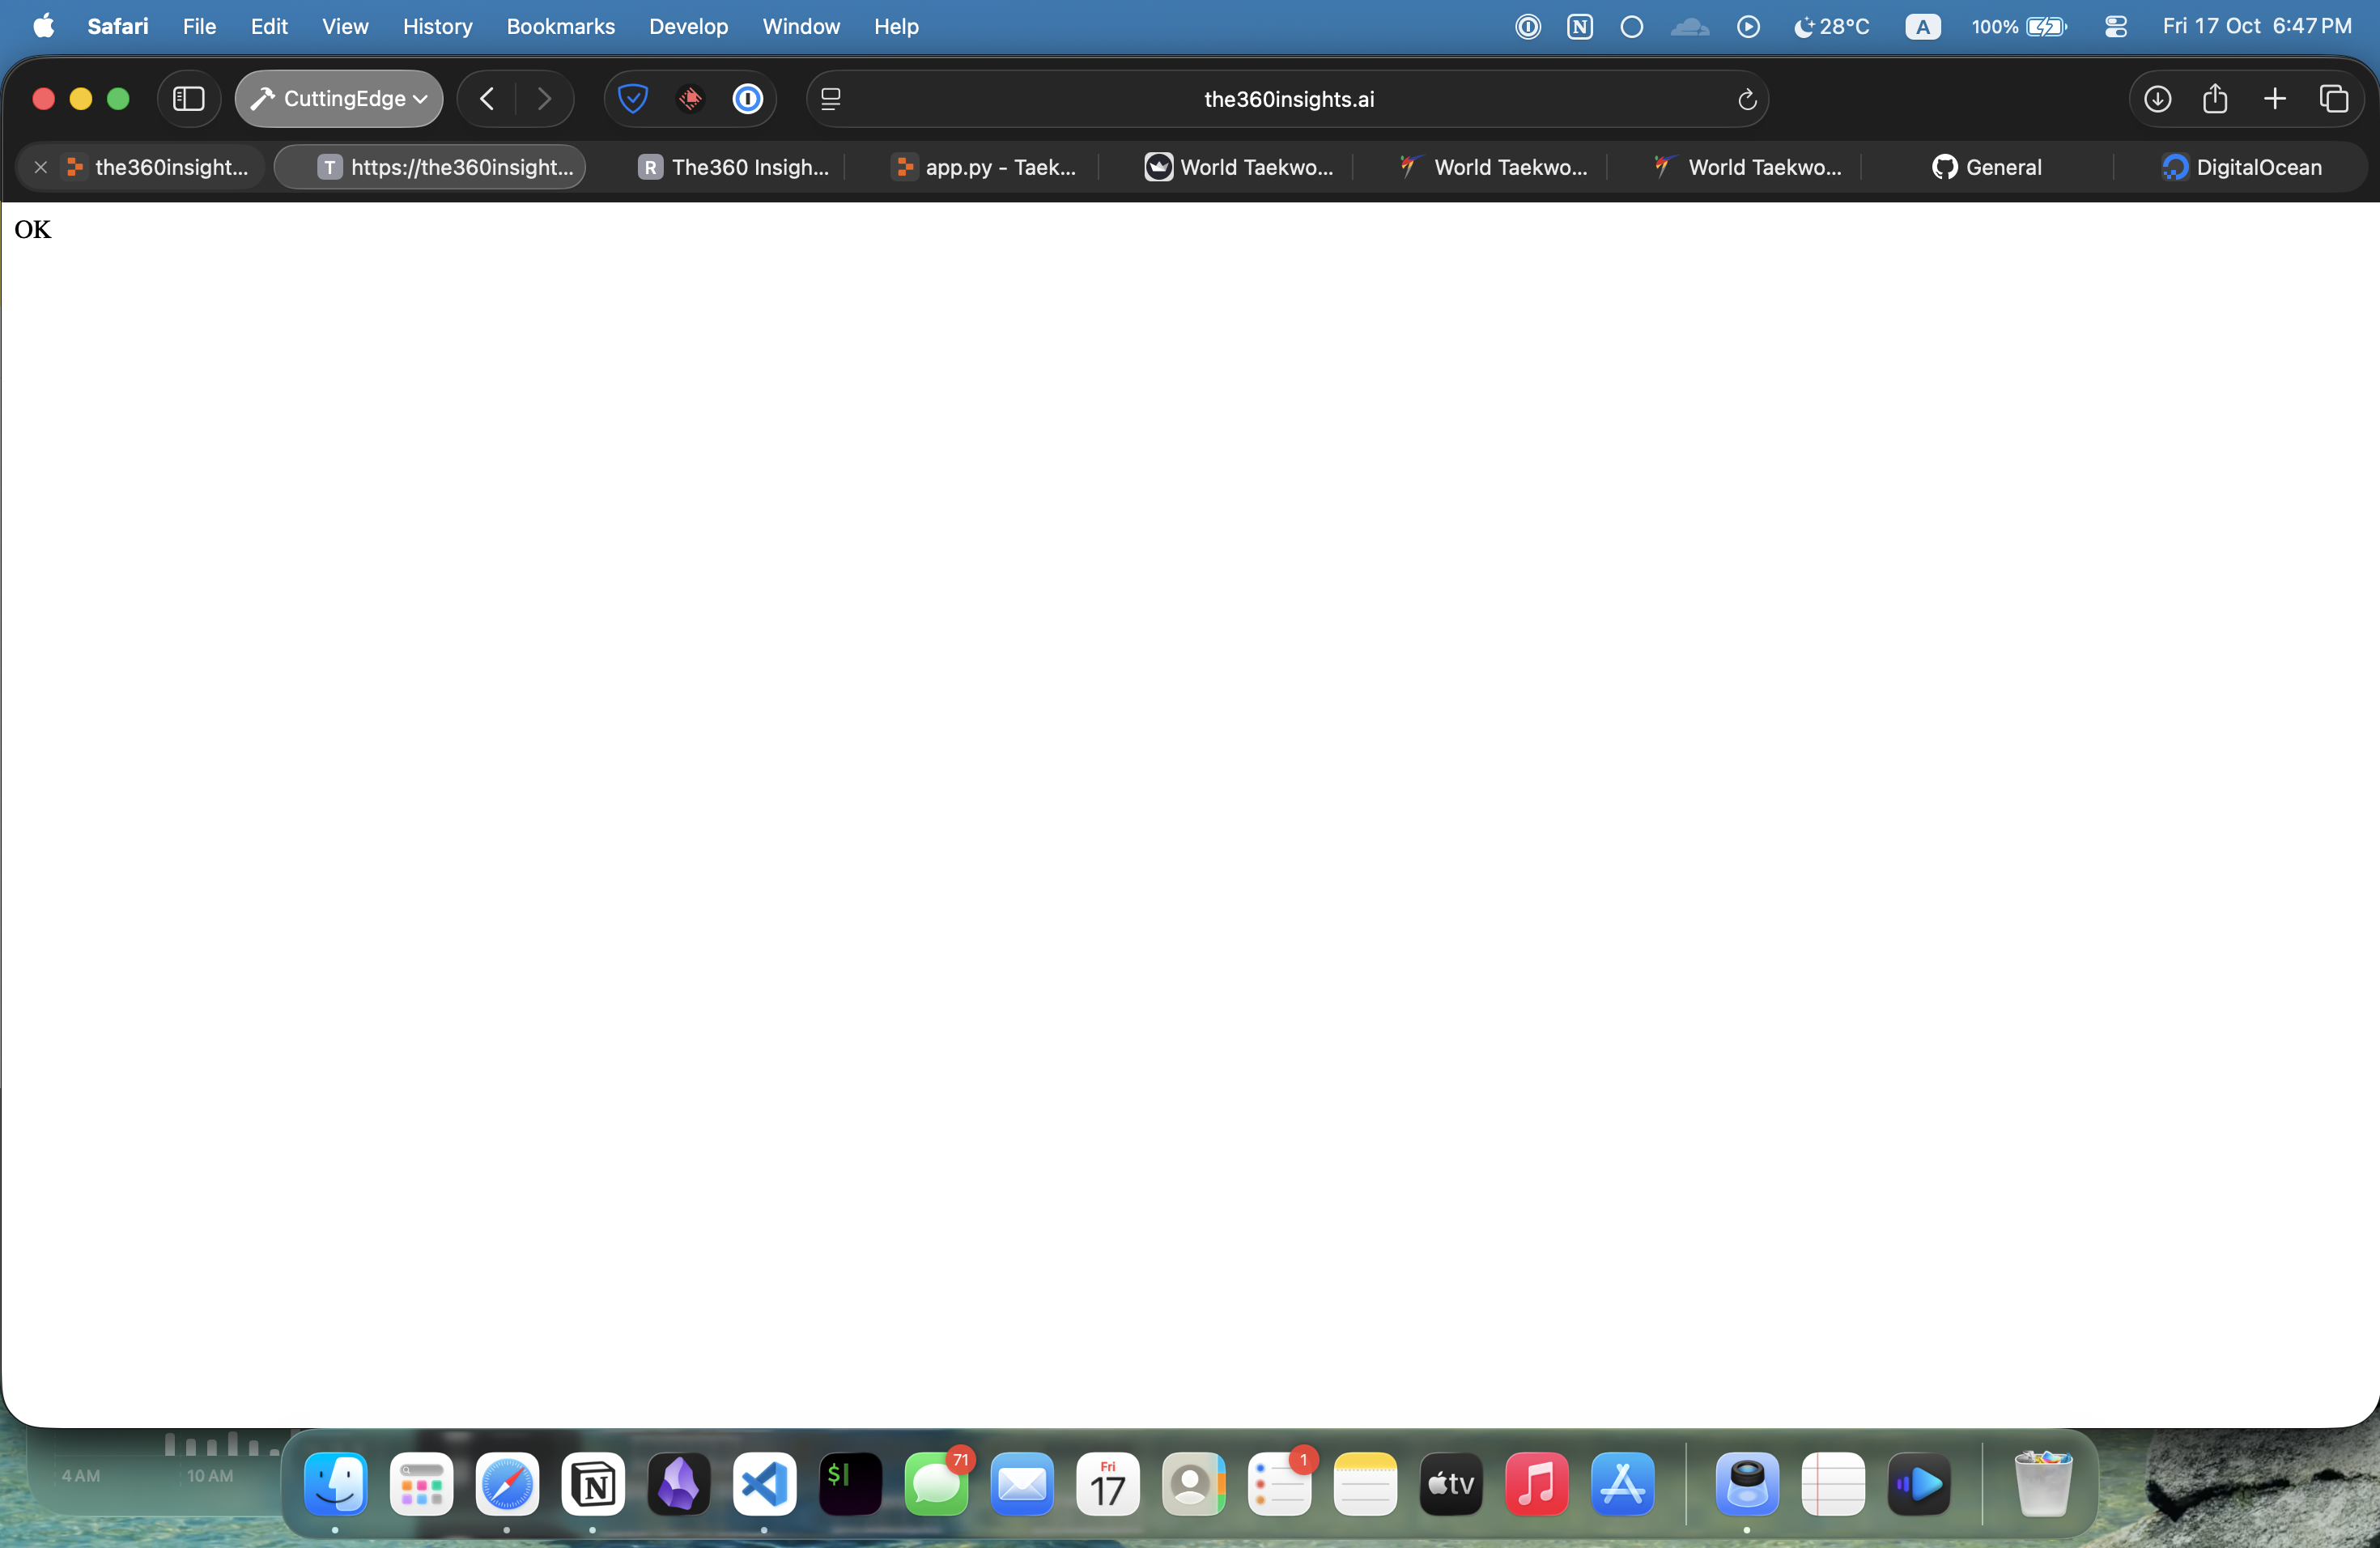 Safari File Edit View History Bookmarks Develop Window Help N A 28°C 100% Fri 17 Oct 6:47 PM
CuttingEdge the360insights.ai
the360insight... T https://the360insight... R The360 Insigh... app.py - Taek... World Taekwo... World Taekwo... World Taekwo... General DigitalOcean
OK
4 AM 10 AM
N $ 71 Fri 17 1 tv